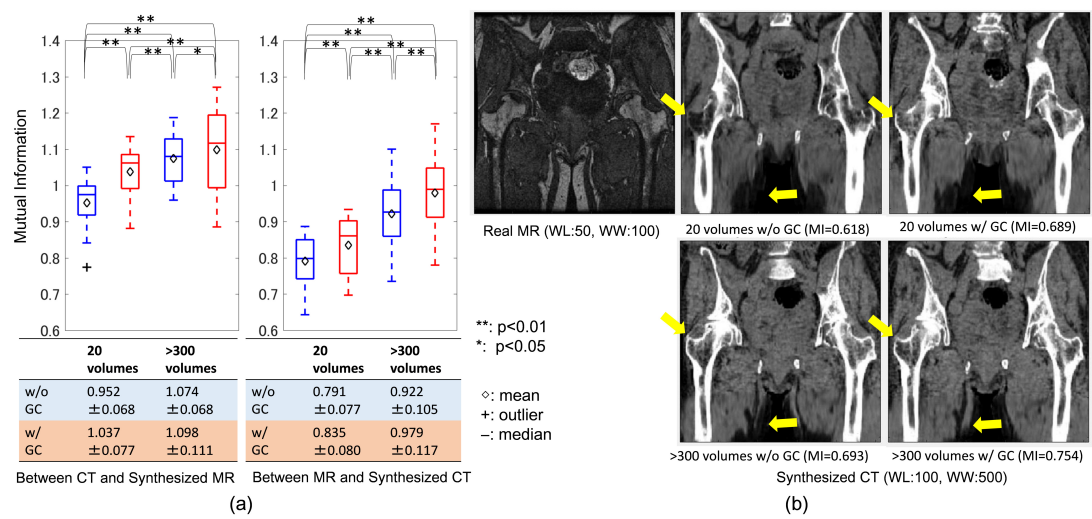 **
**
** **
** *
**
**
** **
** **
Mutual Information
1.4
1.3
1.2
1.1
1
0.9
0.8
0.7
0.6
1.4
1.3
1.2
1.1
1
0.9
0.8
0.7
0.6
20 volumes >300 volumes
w/o GC 0.952 ±0.068 1.074 ±0.068
w/ GC 1.037 ±0.077 1.098 ±0.111
Between CT and Synthesized MR
20 volumes >300 volumes
w/o GC 0.791 ±0.077 0.922 ±0.105
w/ GC 0.835 ±0.080 0.979 ±0.117
Between MR and Synthesized CT
**: p<0.01
*: p<0.05
◇: mean
+: outlier
–: median
(a)
Real MR (WL:50, WW:100)
20 volumes w/o GC (MI=0.618)
20 volumes w/ GC (MI=0.689)
>300 volumes w/o GC (MI=0.693)
>300 volumes w/ GC (MI=0.754)
Synthesized CT (WL:100, WW:500)
(b)